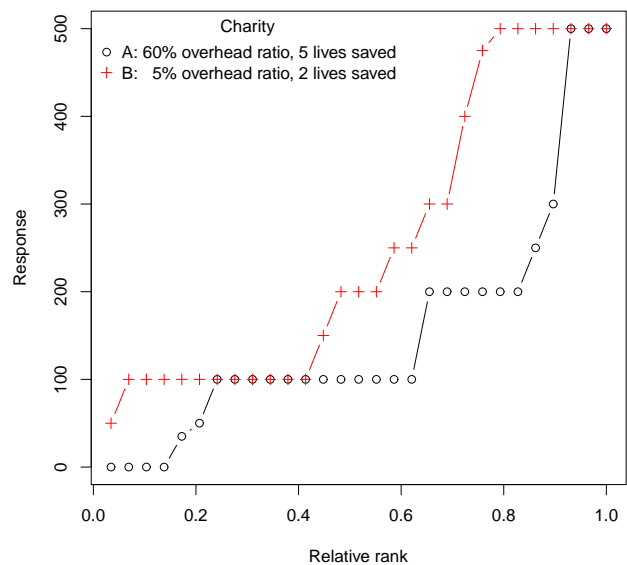 Charity
A: 60% overhead ratio, 5 lives saved
B: 5% overhead ratio, 2 lives saved
500
400
300
200
100
0
Response
0.0 0.2 0.4 0.6 0.8 1.0
Relative rank